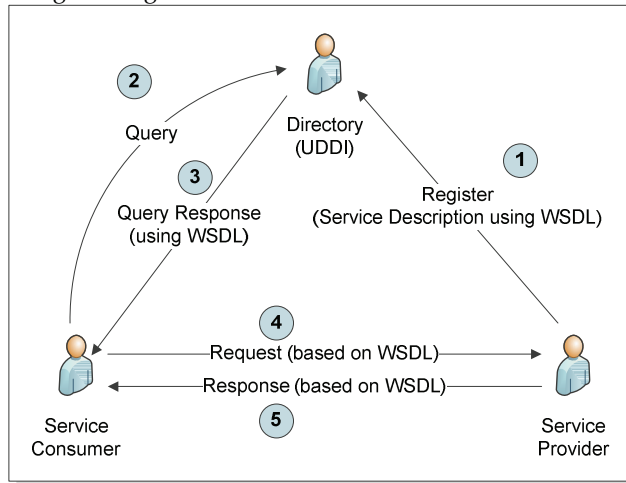 2
Query
Directory
(UDDI)
1
3
Register
(Service Description using WSDL)
Query Response
(using WSDL)
4
Request (based on WSDL)
Response (based on WSDL)
5
Service
Consumer
Service
Provider